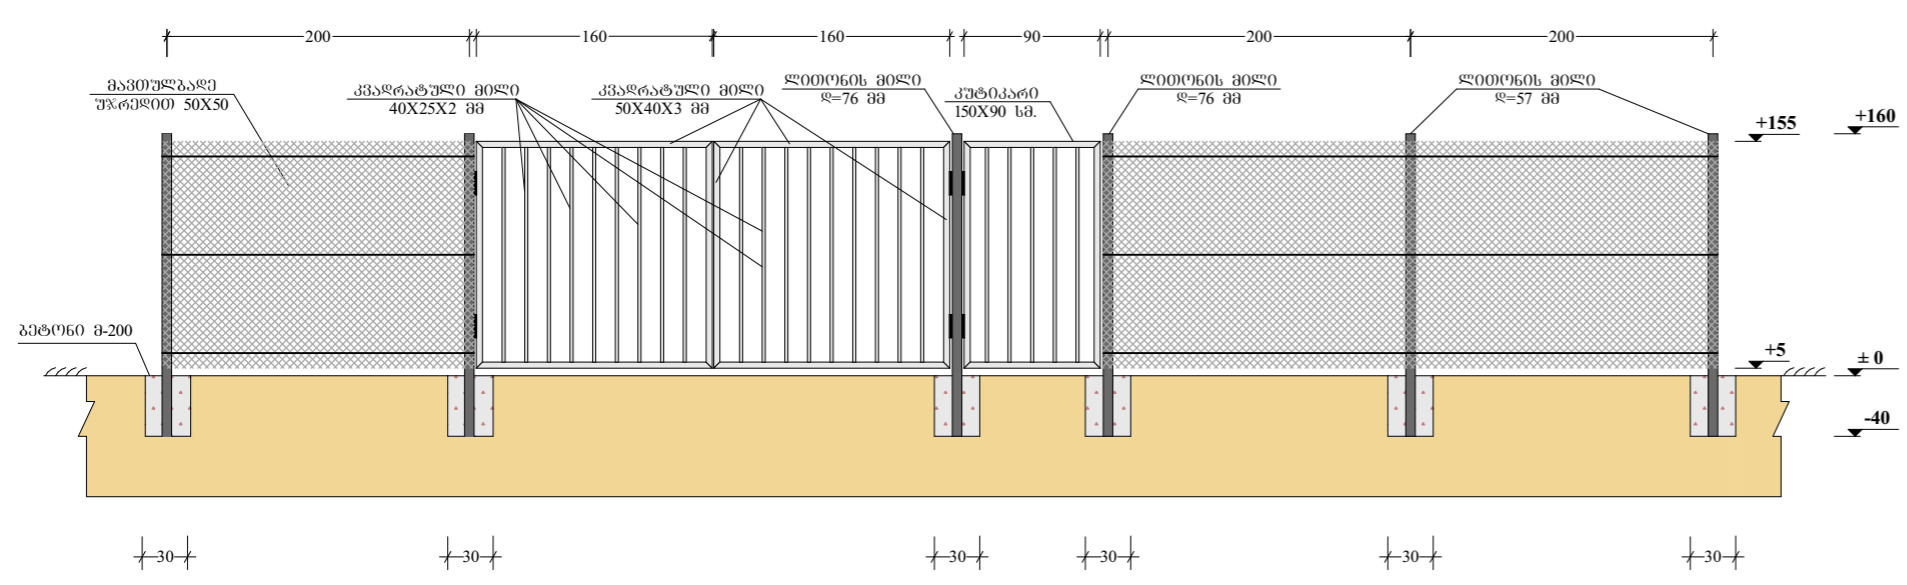 200
160
160
90
200
200
მავთულბადე
უჯრედით 50X50
კვადრატული მილი
40X25X2 მმ
კვადრატული მილი
50X40X3 მმ
ლითონის მილი
დ=76 მმ
კუტიკარი
150X90 სმ.
ლითონის მილი
დ=76 მმ
ლითონის მილი
დ=57 მმ
+155
+160
ბეტონი მ-200
+5
± 0
-40
30
30
30
30
30
30